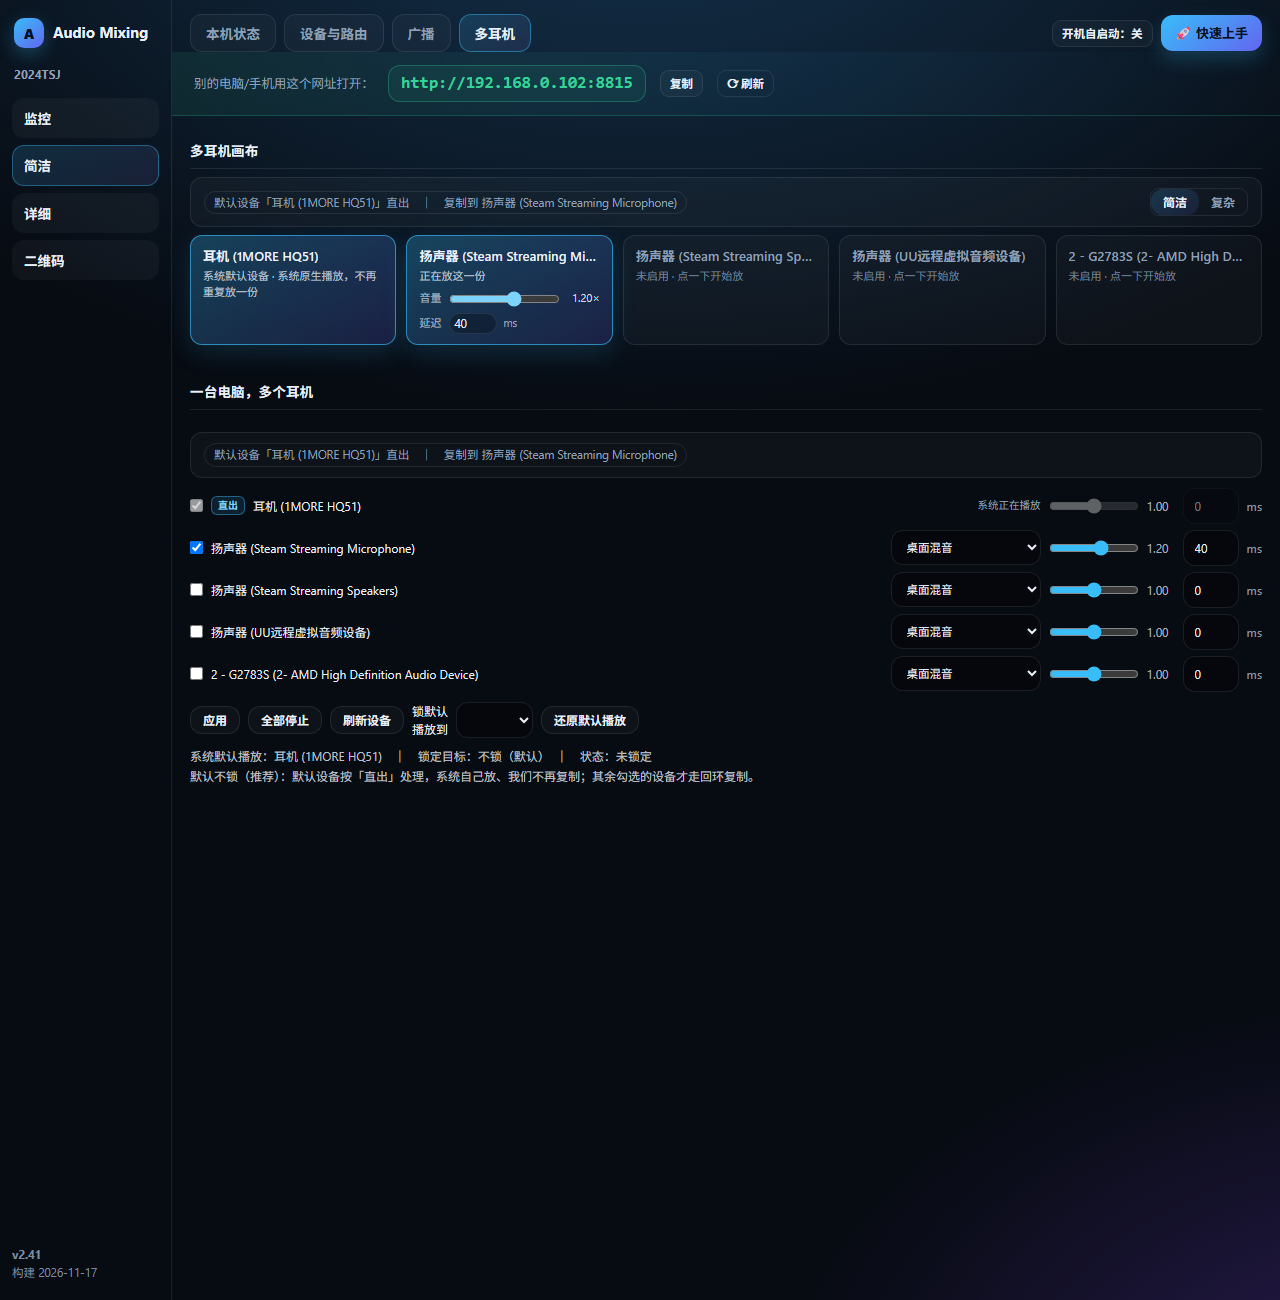 A Audio Mixing
2024TSJ
监控
简洁
详细
二维码
v2.41
构建 2026-11-17
本机状态 设备与路由 广播 多耳机 开机自启动：关 🚀 快速上手
别的电脑/手机用这个网址打开： http://192.168.0.102:8815 复制 ⟳ 刷新
多耳机画布
默认设备「耳机 (1MORE HQ51)」直出 | 复制到 扬声器 (Steam Streaming Microphone) 简洁 复杂
耳机 (1MORE HQ51)
系统默认设备 · 系统原生播放，不再
重复放一份
扬声器 (Steam Streaming Mi...
正在放这一份
音量 1.20×
延迟 40 ms
扬声器 (Steam Streaming Sp...
未启用 · 点一下开始放
扬声器 (UU远程虚拟音频设备)
未启用 · 点一下开始放
2 - G2783S (2- AMD High D...
未启用 · 点一下开始放
一台电脑，多个耳机
默认设备「耳机 (1MORE HQ51)」直出 | 复制到 扬声器 (Steam Streaming Microphone)
直出 耳机 (1MORE HQ51) 系统正在播放 1.00 0 ms
扬声器 (Steam Streaming Microphone) 桌面混音 1.20 40 ms
扬声器 (Steam Streaming Speakers) 桌面混音 1.00 0 ms
扬声器 (UU远程虚拟音频设备) 桌面混音 1.00 0 ms
2 - G2783S (2- AMD High Definition Audio Device) 桌面混音 1.00 0 ms
应用 全部停止 刷新设备 锁默认播放到 还原默认播放
系统默认播放：耳机 (1MORE HQ51) | 锁定目标：不锁（默认） | 状态：未锁定
默认不锁（推荐）：默认设备按「直出」处理，系统自己放、我们不再复制；其余勾选的设备才走回环复制。